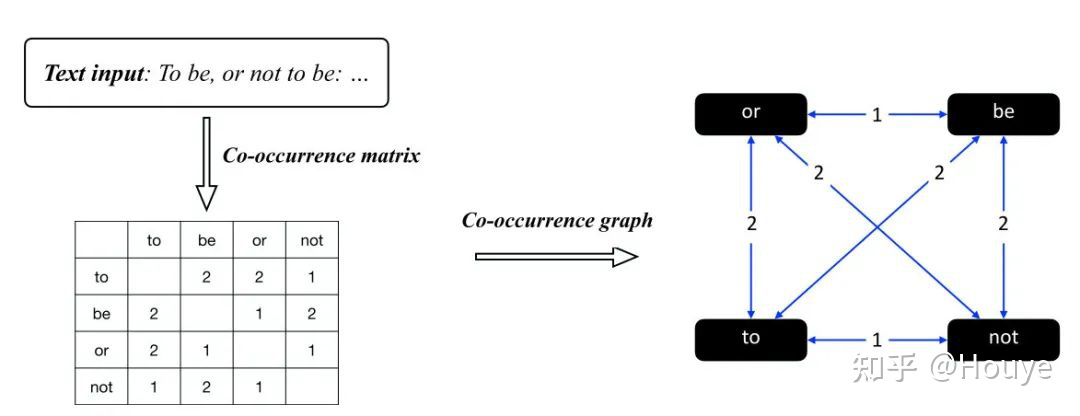 Text input: To be, or not to be: ...
Co-occurrence matrix
to be or not
to 2 2 1
be 2 1 2
or 2 1 1
not 1 2 1
Co-occurrence graph
or 1 be
2 2 2 2
to 1 not
知乎 @Houye